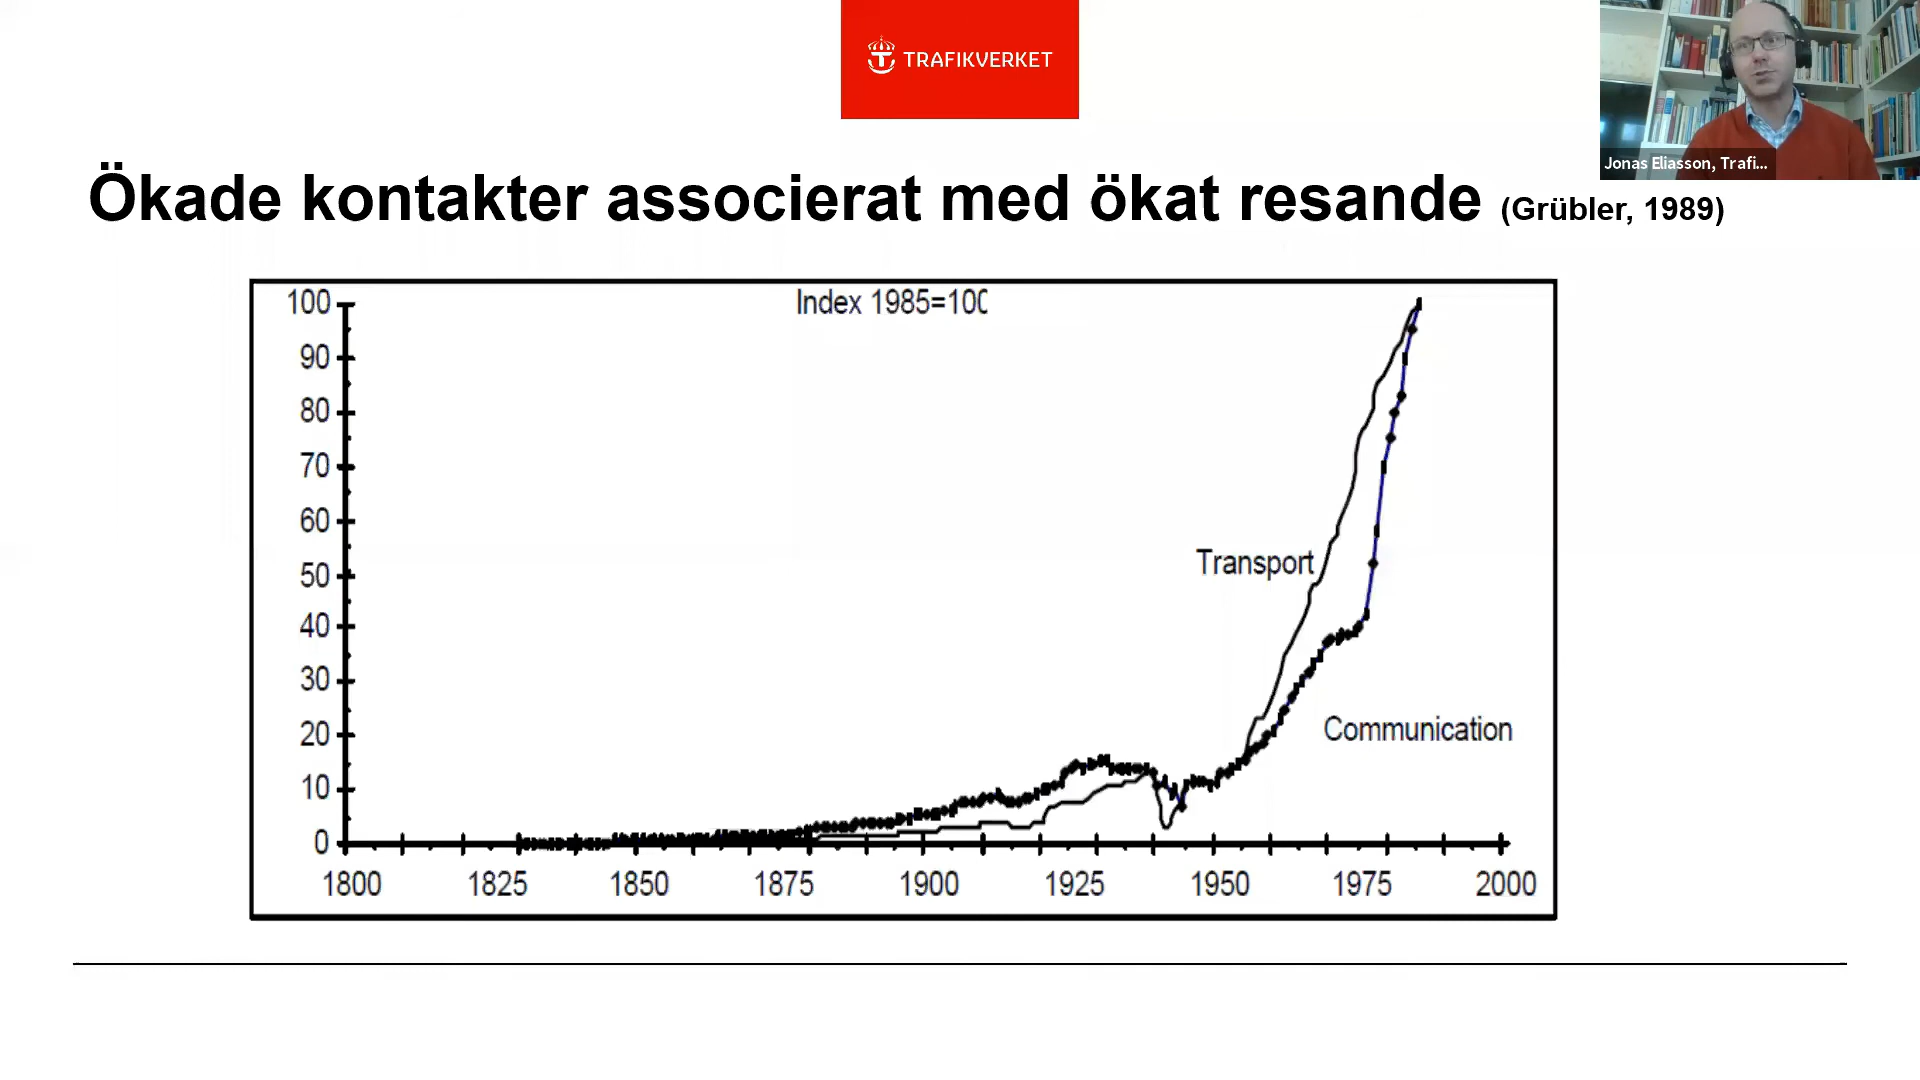 TRAFIKVERKET
Jonas Eliasson, Trafi...
Ökade kontakter associerat med ökat resande (Grübler, 1989)
Index 1985=100
100
90
80
70
60
50
40
30
20
10
0
Transport
Communication
1800 1825 1850 1875 1900 1925 1950 1975 2000